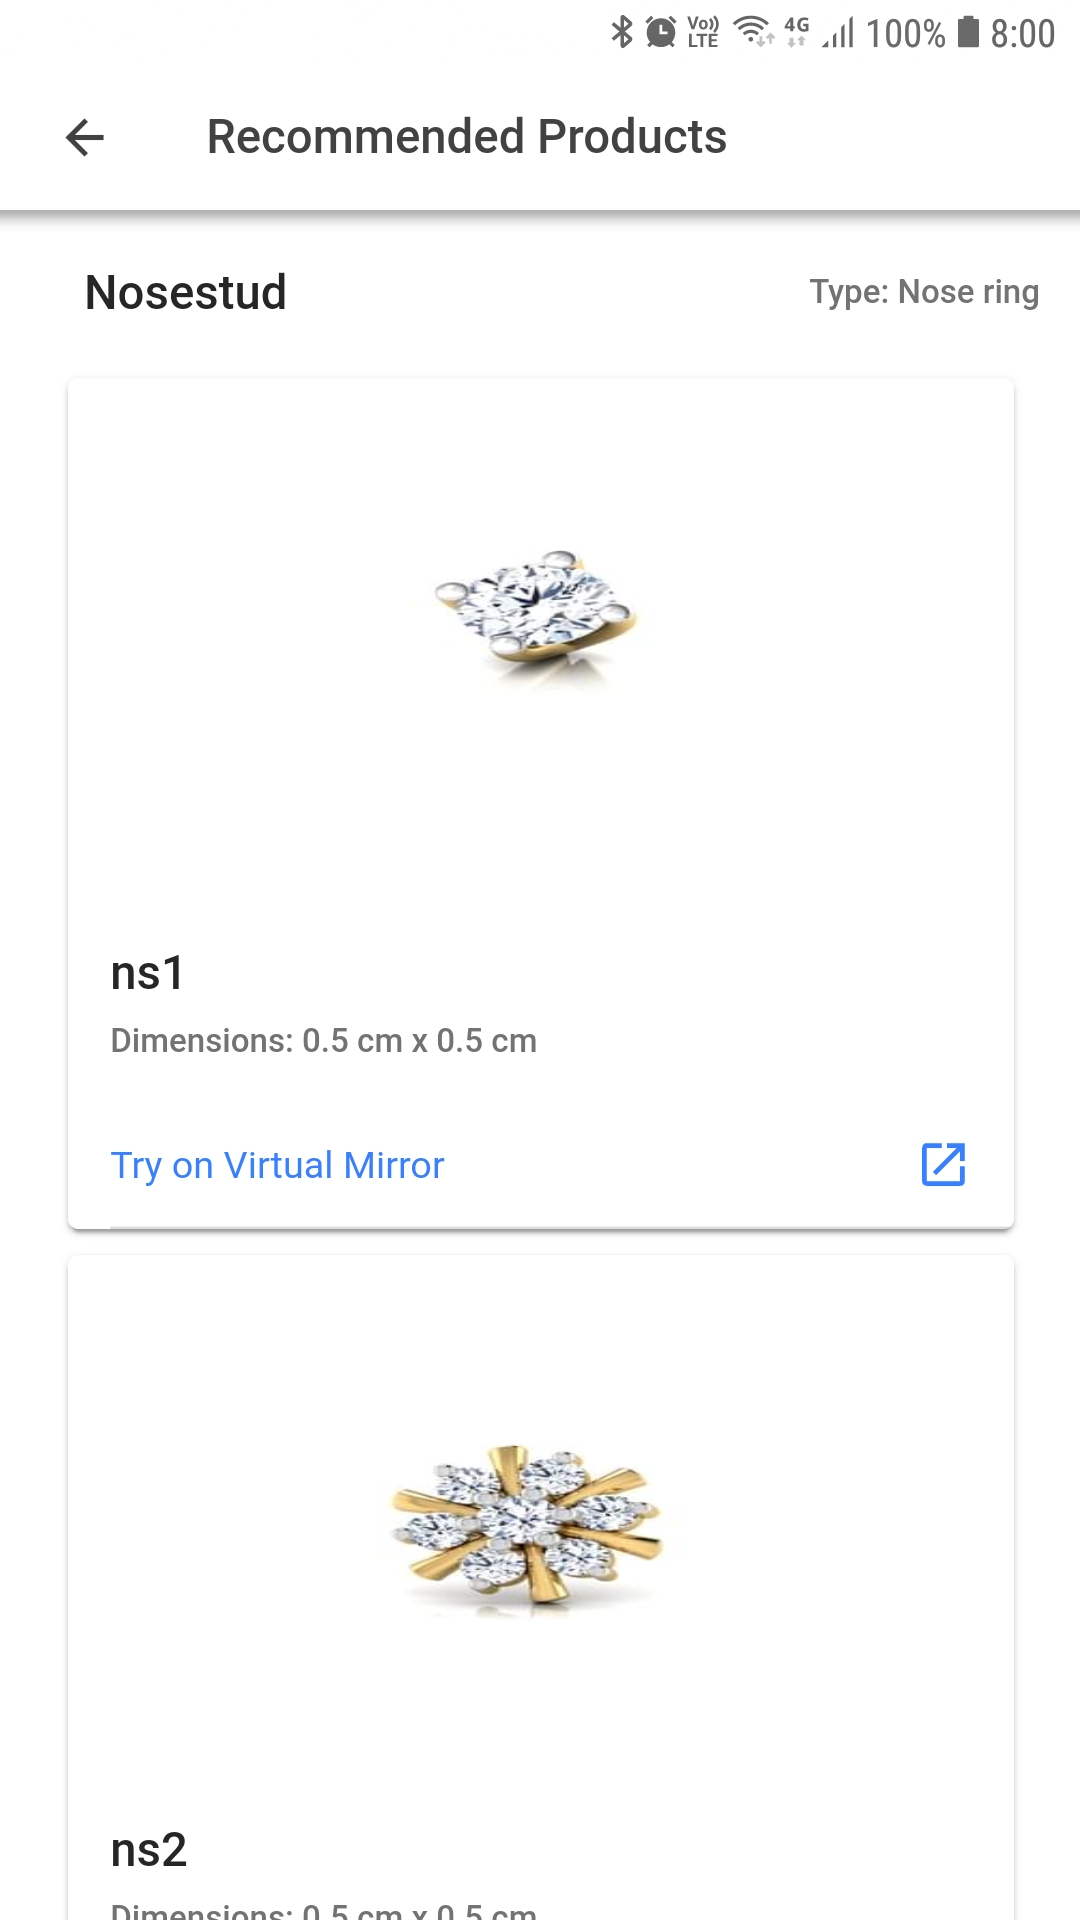 Vo)) LTE 4G 100% 8:00
Recommended Products
Nosestud
Type: Nose ring
ns1
Dimensions: 0.5 cm x 0.5 cm
Try on Virtual Mirror
ns2
Dimensions: 0.5 cm x 0.5 cm